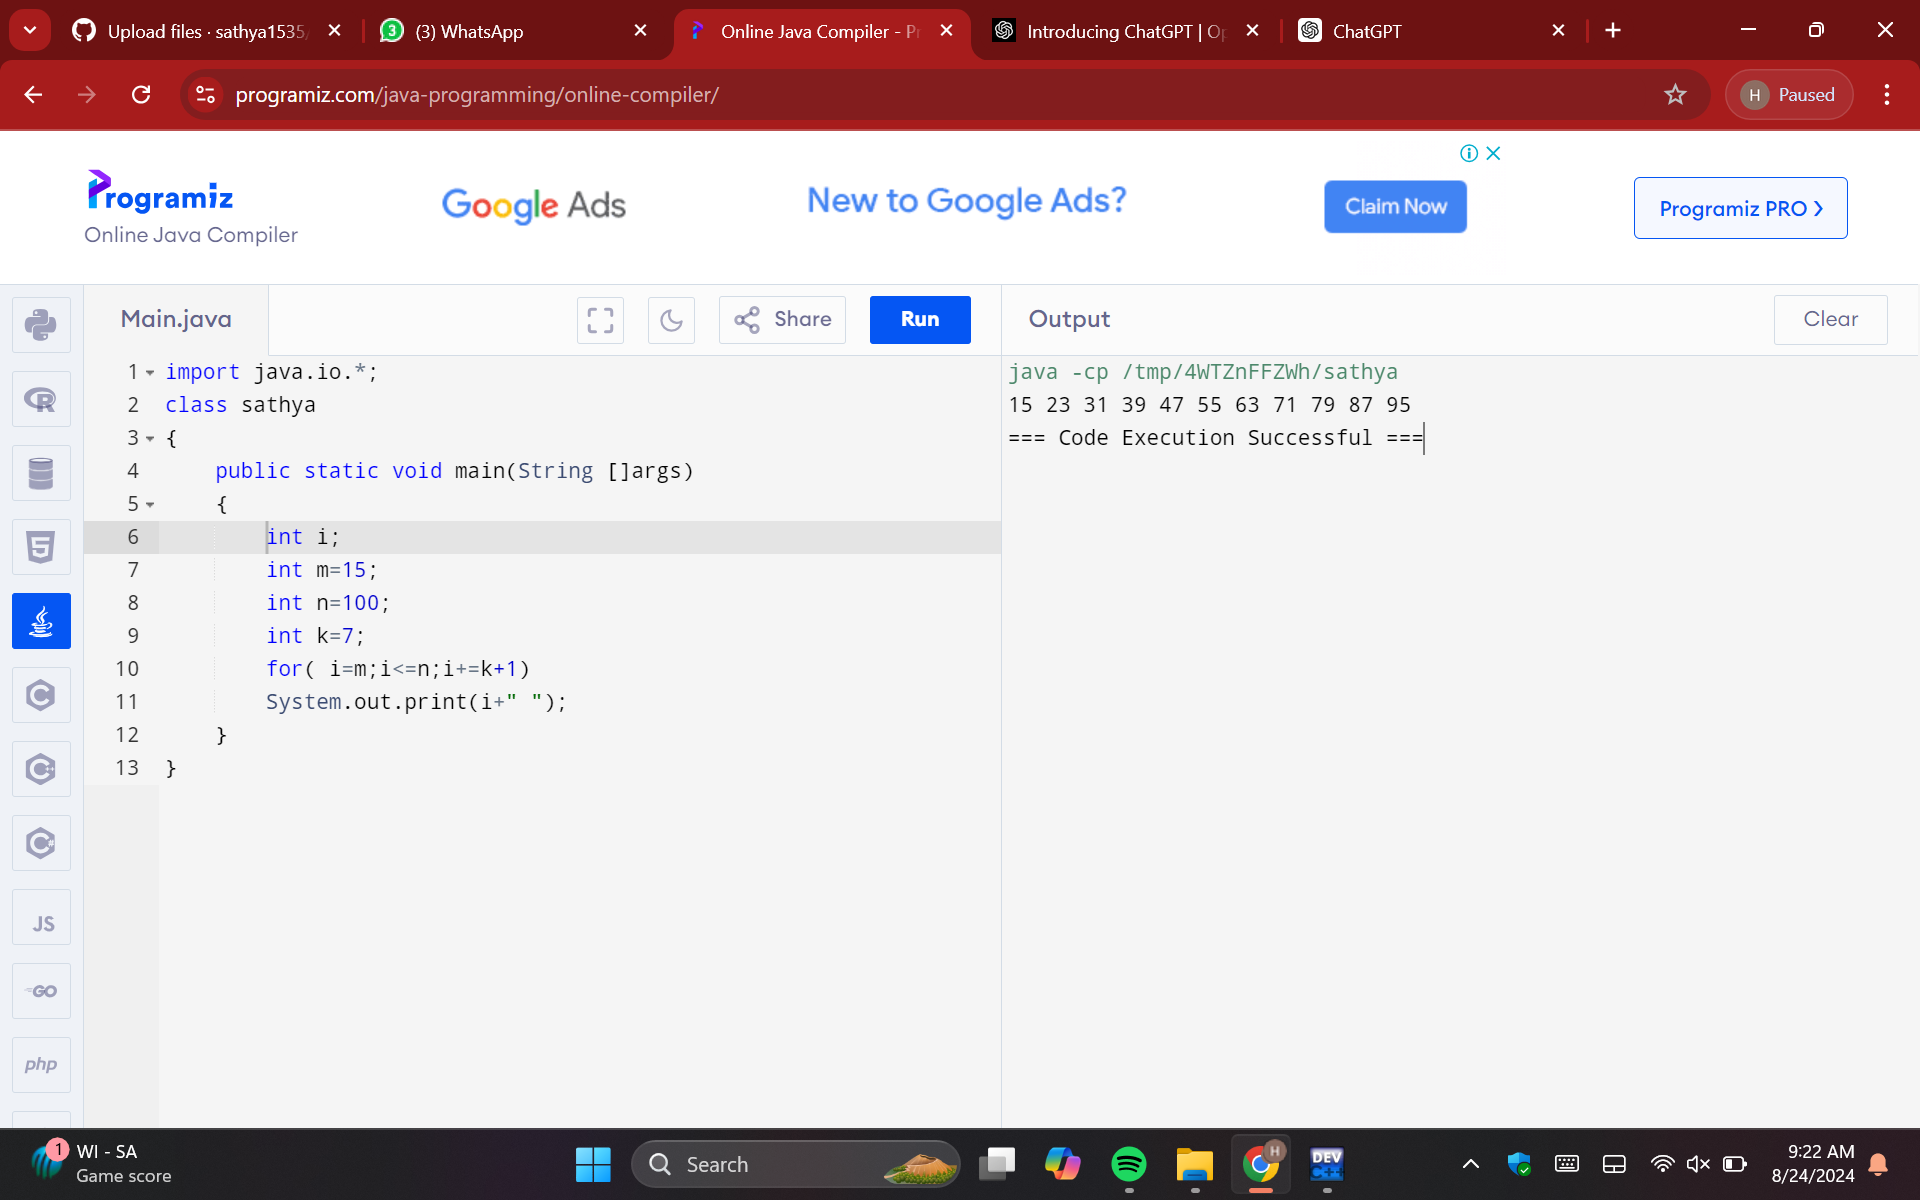 Upload files · sathya1535/
(3) WhatsApp
Online Java Compiler - Pr
Introducing ChatGPT | Op
ChatGPT
programiz.com/java-programming/online-compiler/
H
Paused
Programiz
Online Java Compiler
Google Ads
New to Google Ads?
Claim Now
Programiz PRO
Main.java
Share
Run
Output
Clear
1 import java.io.*;
2 class sathya
3 {
4 public static void main(String []args)
5 {
6 int i;
7 int m=15;
8 int n=100;
9 int k=7;
10 for( i=m;i<=n;i+=k+1)
11 System.out.print(i+" ");
12 }
13 }
java -cp /tmp/4WTZnFFZWh/sathya
15 23 31 39 47 55 63 71 79 87 95
=== Code Execution Successful ===
JS
GO
php
1
WI - SA
Game score
Search
H
DEV
C++
9:22 AM
8/24/2024